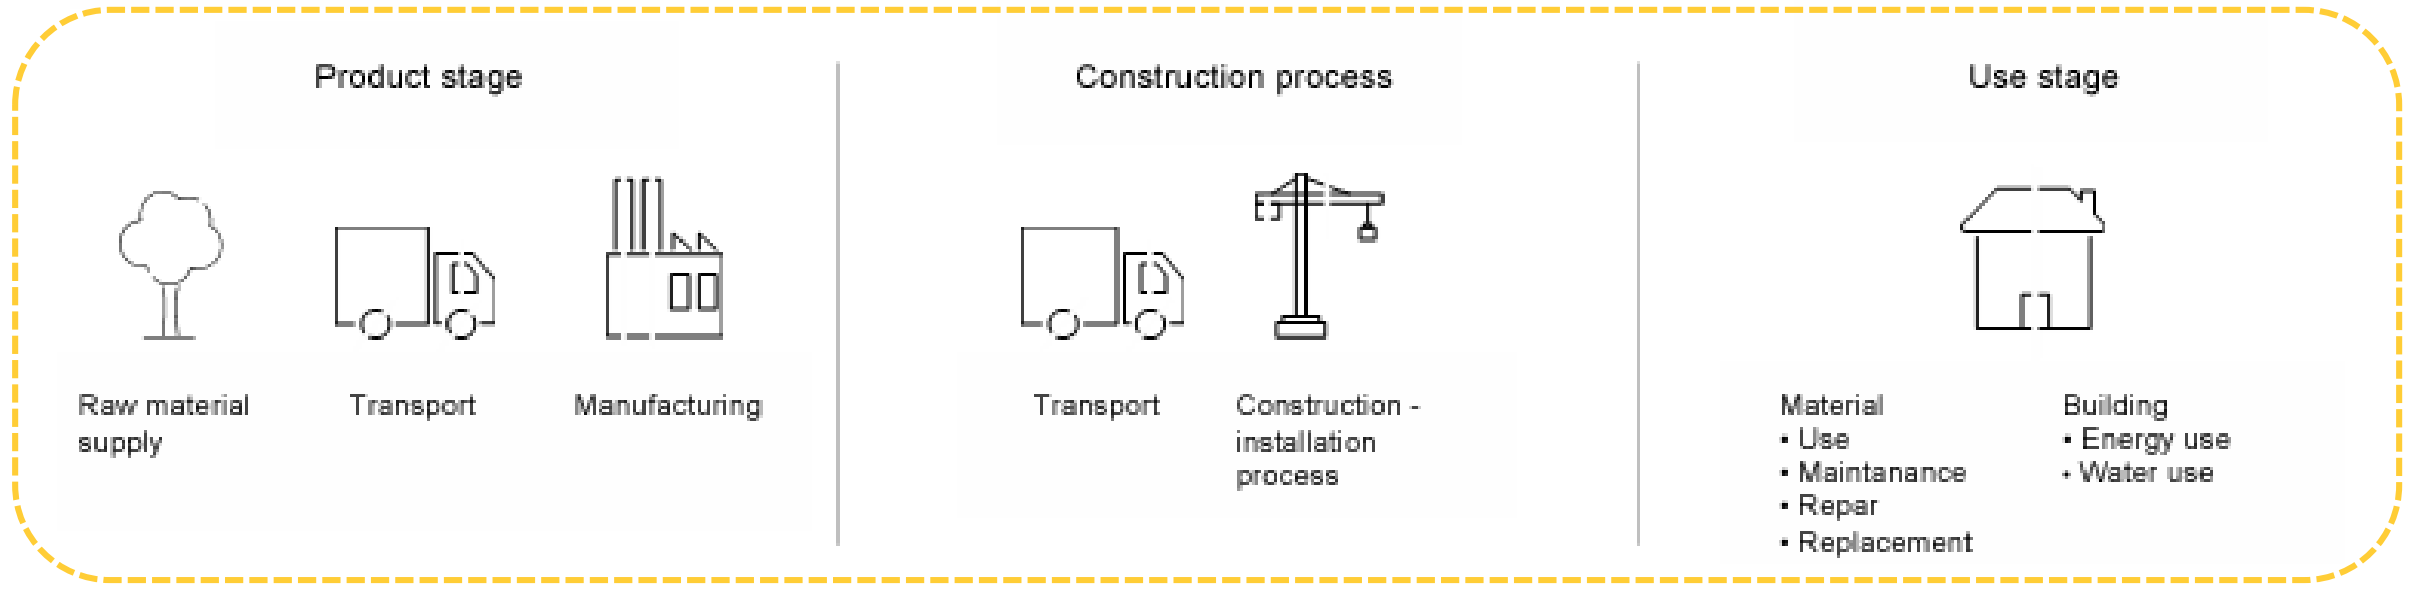 Product stage
Raw material
supply
Transport
Manufacturing
Construction process
Transport
Construction -
installation
process
Use stage
Material
• Use
• Maintanance
• Repar
• Replacement
Building
• Energy use
• Water use